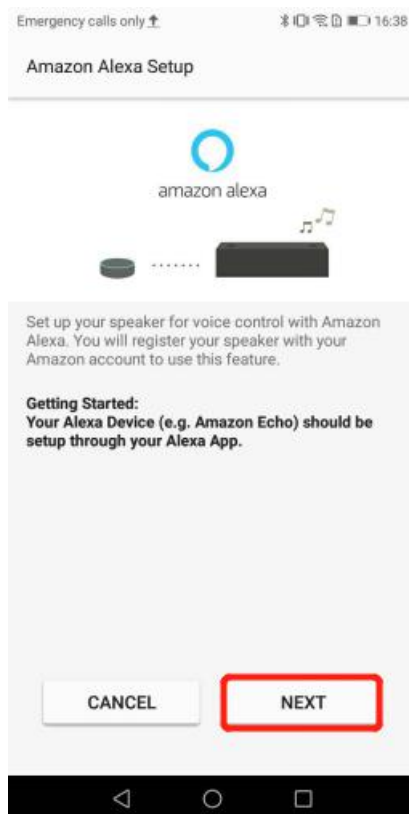 Emergency calls only
16:38
Amazon Alexa Setup
amazon alexa
Set up your speaker for voice control with Amazon
Alexa. You will register your speaker with your
Amazon account to use this feature.
Getting Started:
Your Alexa Device (e.g. Amazon Echo) should be
setup through your Alexa App.
CANCEL
NEXT